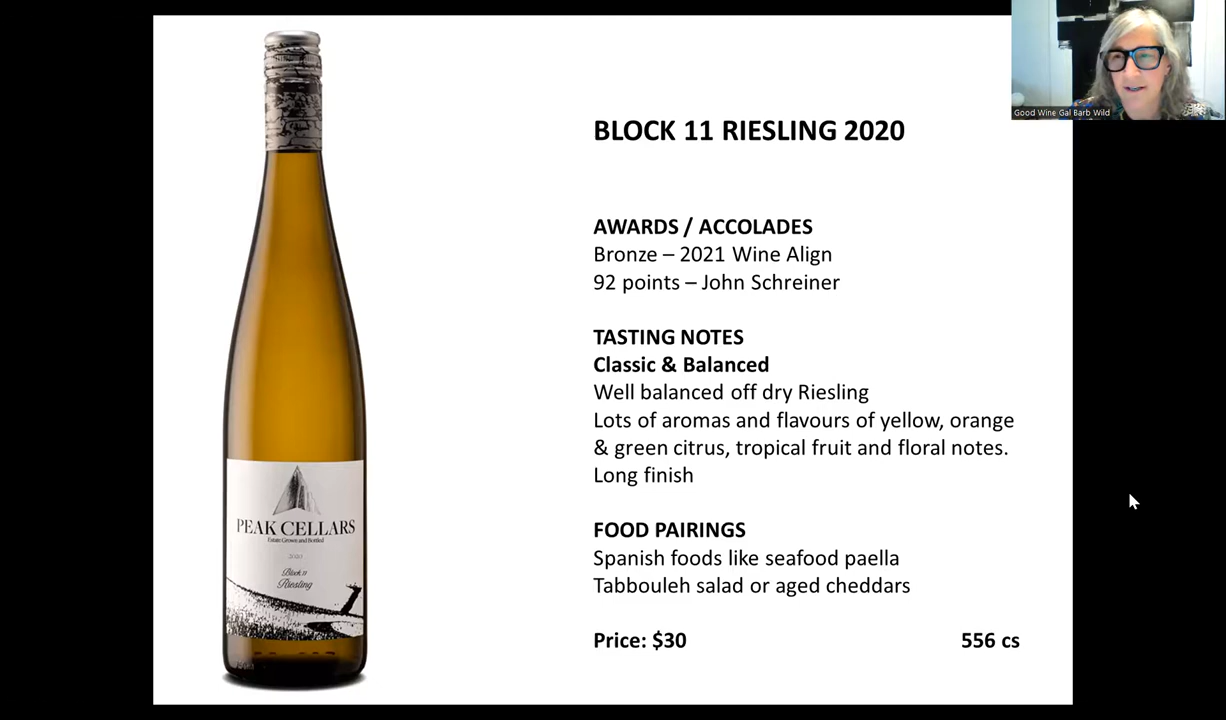 Good Wine Gal Barb Wild
BLOCK 11 RIESLING 2020
AWARDS / ACCOLADES
Bronze – 2021 Wine Align
92 points – John Schreiner
TASTING NOTES
Classic & Balanced
Well balanced off dry Riesling
Lots of aromas and flavours of yellow, orange
& green citrus, tropical fruit and floral notes.
Long finish
FOOD PAIRINGS
Spanish foods like seafood paella
Tabbouleh salad or aged cheddars
Price: $30 556 cs
PEAK CELLARS
Estate Grown and Bottled
2020
Block 11
Riesling